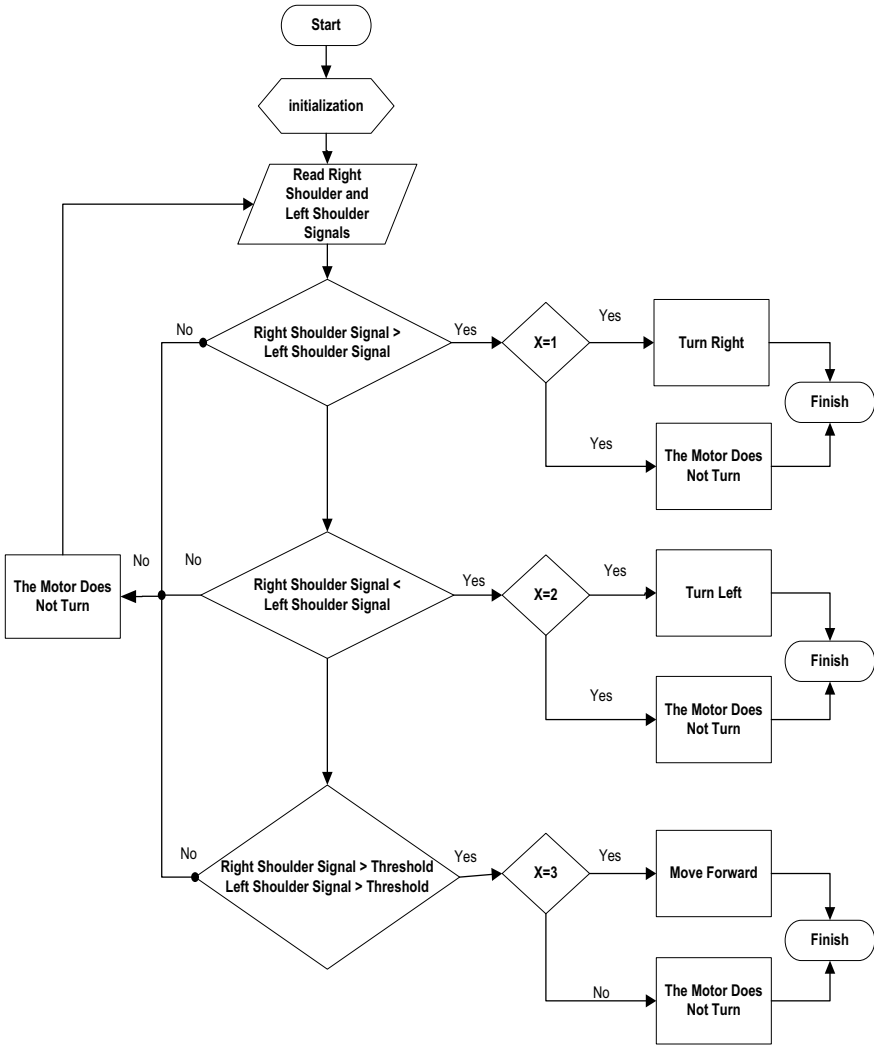 Start
initialization
Read Right
Shoulder and
Left Shoulder
Signals
No
Right Shoulder Signal >
Left Shoulder Signal
Yes
X=1
Yes
Turn Right
Finish
Yes
The Motor Does
Not Turn
The Motor Does
Not Turn
No
No
Right Shoulder Signal <
Left Shoulder Signal
Yes
X=2
Yes
Turn Left
Finish
Yes
The Motor Does
Not Turn
No
Right Shoulder Signal > Threshold
Left Shoulder Signal > Threshold
Yes
X=3
Yes
Move Forward
Finish
No
The Motor Does
Not Turn